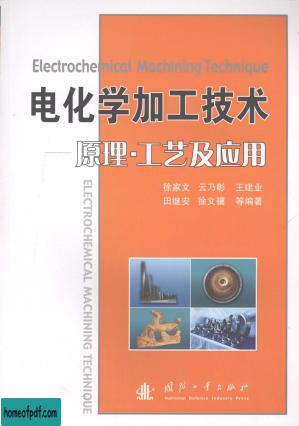 Electrochemical Machining Technique
电化学加工技术
——原理·工艺及应用
徐家文 云乃彰 王建业
田继安 徐文骥 等编著
ELECTROCHEMICAL MACHINING TECHNIQUE
国防工业出版社
National Defense Industry Press
homeofpdf.com
homeofpdf.com